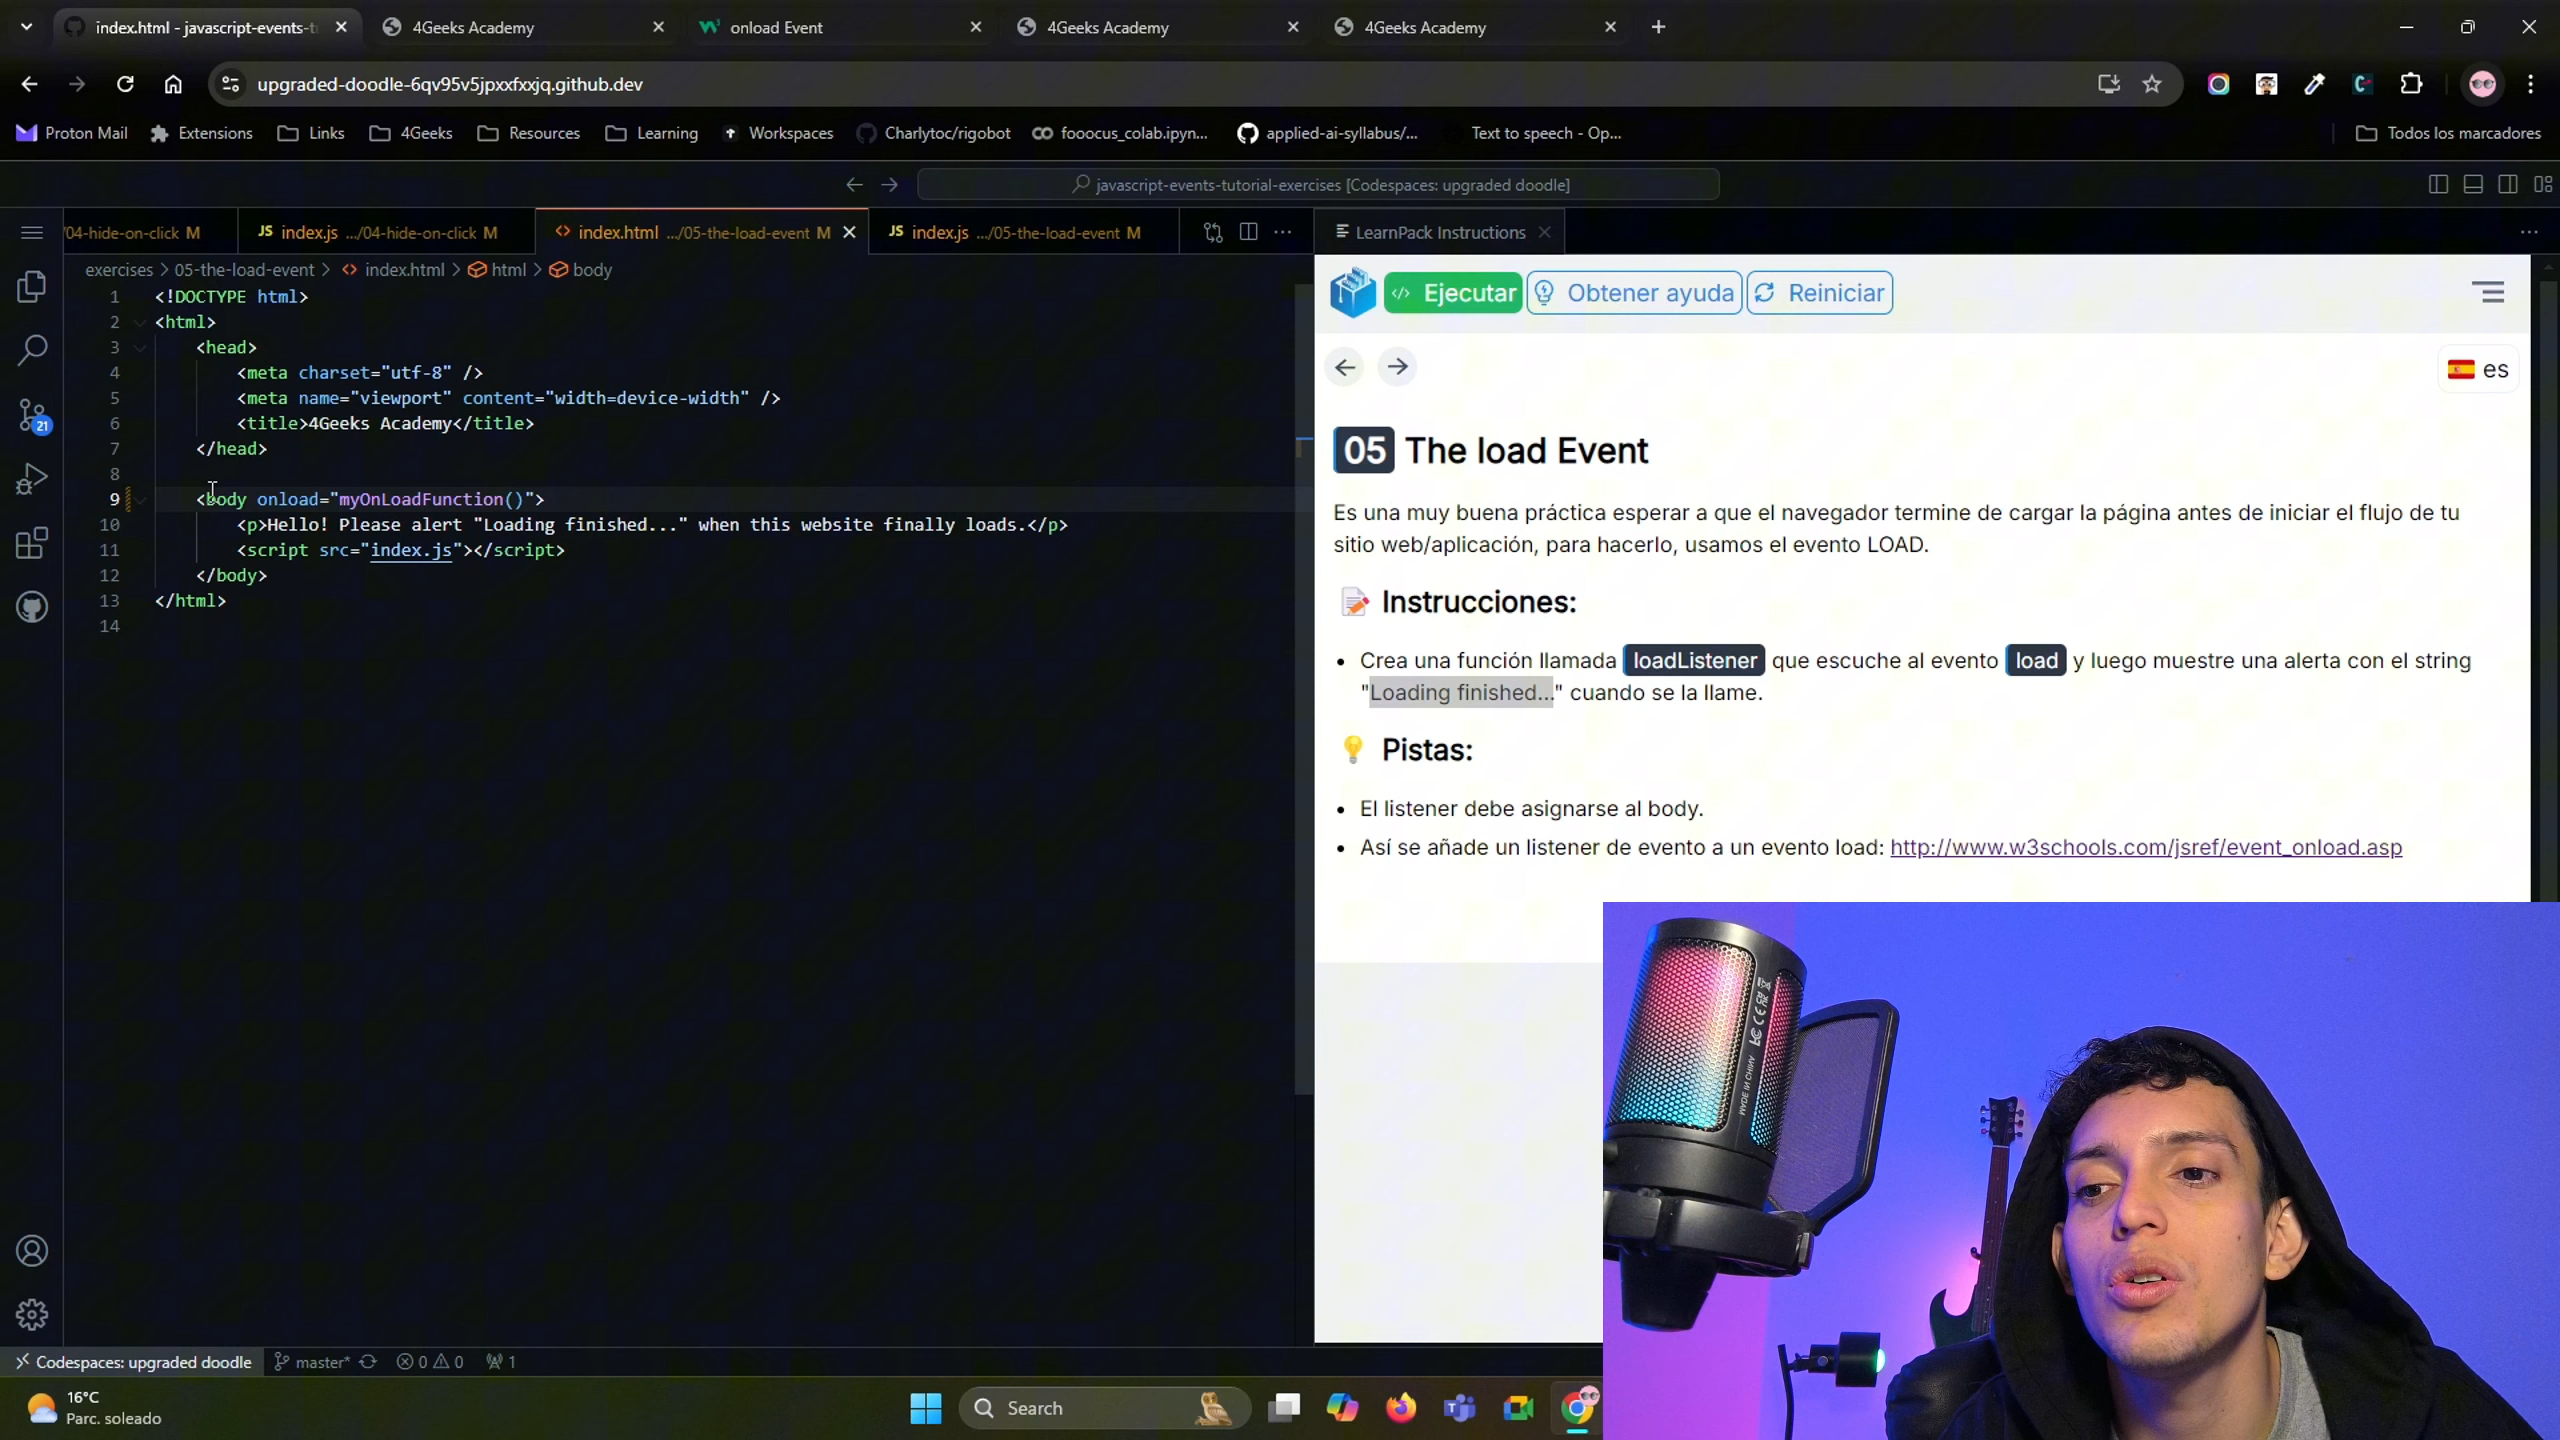 index.html - javascript-events-t
4Geeks Academy
onload Event
4Geeks Academy
4Geeks Academy
upgraded-doodle-6qv95v5jpxxfxxjq.github.dev
Proton Mail
Extensions
Links
4Geeks
Resources
Learning
Workspaces
Charlytoc/rigobot
fooocus_colab.ipyn...
applied-ai-syllabus/...
Text to speech - Op...
Todos los marcadores
javascript-events-tutorial-exercises [Codespaces: upgraded doodle]
/04-hide-on-click M
JS index.js .../04-hide-on-click M
<> index.html .../05-the-load-event M
JS index.js .../05-the-load-event M
LearnPack Instructions
exercises > 05-the-load-event > <> index.html > html > body
1 <!DOCTYPE html>
2 <html>
3 <head>
4 <meta charset="utf-8" />
5 <meta name="viewport" content="width=device-width" />
6 <title>4Geeks Academy</title>
7 </head>
8
9 <body onload="myOnLoadFunction()">
10 <p>Hello! Please alert "Loading finished..." when this website finally loads.</p>
11 <script src="index.js"></script>
12 </body>
13 </html>
14
21
Ejecutar
Obtener ayuda
Reiniciar
es
05 The load Event
Es una muy buena práctica esperar a que el navegador termine de cargar la página antes de iniciar el flujo de tu
sitio web/aplicación, para hacerlo, usamos el evento LOAD.
Instrucciones:
• Crea una función llamada loadListener que escuche al evento load y luego muestre una alerta con el string
"Loading finished..." cuando se la llame.
Pistas:
• El listener debe asignarse al body.
• Así se añade un listener de evento a un evento load: http://www.w3schools.com/jsref/event_onload.asp
MADE IN CHINA
Codespaces: upgraded doodle
master*
0
0
1
16°C
Parc. soleado
Search